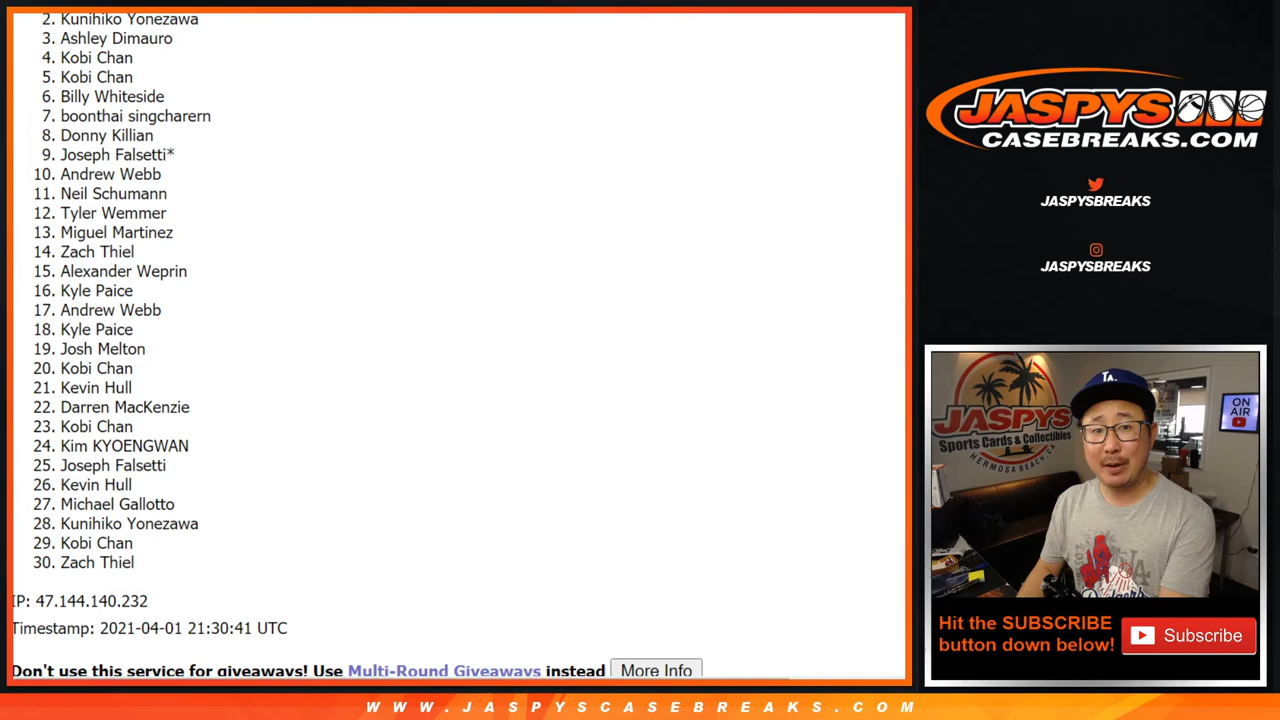 2. Kunihiko Yonezawa
3. Ashley Dimauro
4. Kobi Chan
5. Kobi Chan
6. Billy Whiteside
7. boonthai singcharern
8. Donny Killian
9. Joseph Falsetti*
10. Andrew Webb
11. Neil Schumann
12. Tyler Wemmer
13. Miguel Martinez
14. Zach Thiel
15. Alexander Weprin
16. Kyle Paice
17. Andrew Webb
18. Kyle Paice
19. Josh Melton
20. Kobi Chan
21. Kevin Hull
22. Darren MacKenzie
23. Kobi Chan
24. Kim KYOENGWAN
25. Joseph Falsetti
26. Kevin Hull
27. Michael Gallotto
28. Kunihiko Yonezawa
29. Kobi Chan
30. Zach Thiel
IP: 47.144.140.232
Timestamp: 2021-04-01 21:30:41 UTC
Don't use this service for giveaways! Use Multi-Round Giveaways instead More Info
JASPYS
CASEBREAKS.COM
JASPYSBREAKS
JASPYSBREAKS
JASPYS
Sports Cards & Collectibles
HERMOSA BEACH, CA
LA
ON
AIR
Dodgers
Hit the SUBSCRIBE
button down below!
Subscribe
WWW.JASPYSCASEBREAKS.COM